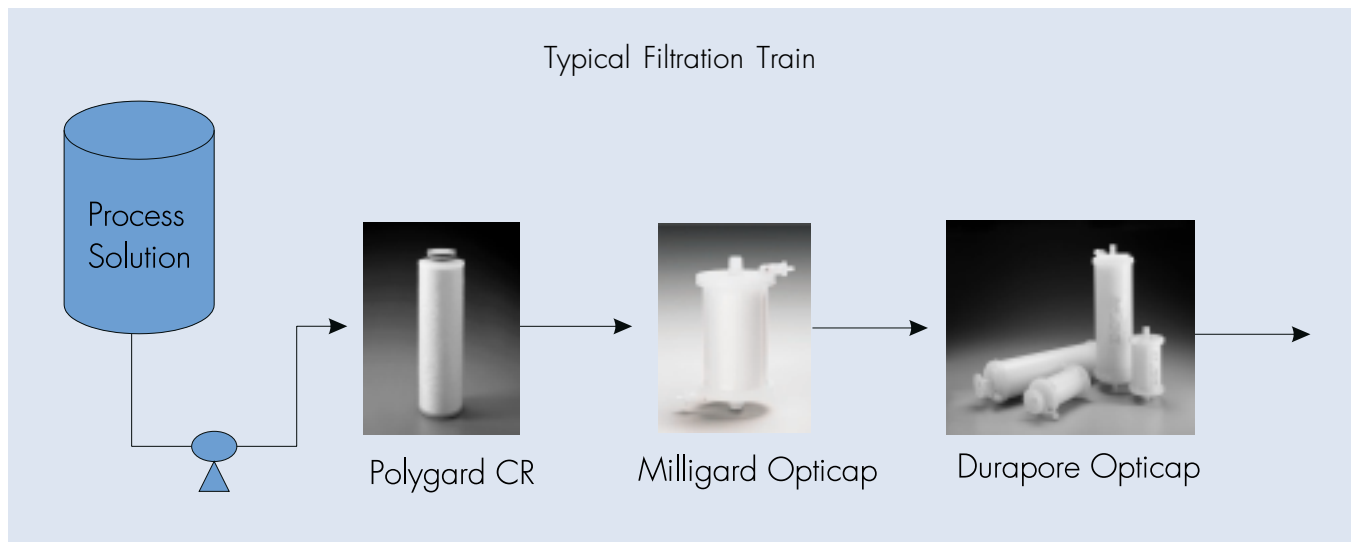 Typical Filtration Train
Process
Solution
Polygard CR
Milligard Opticap
Durapore Opticap